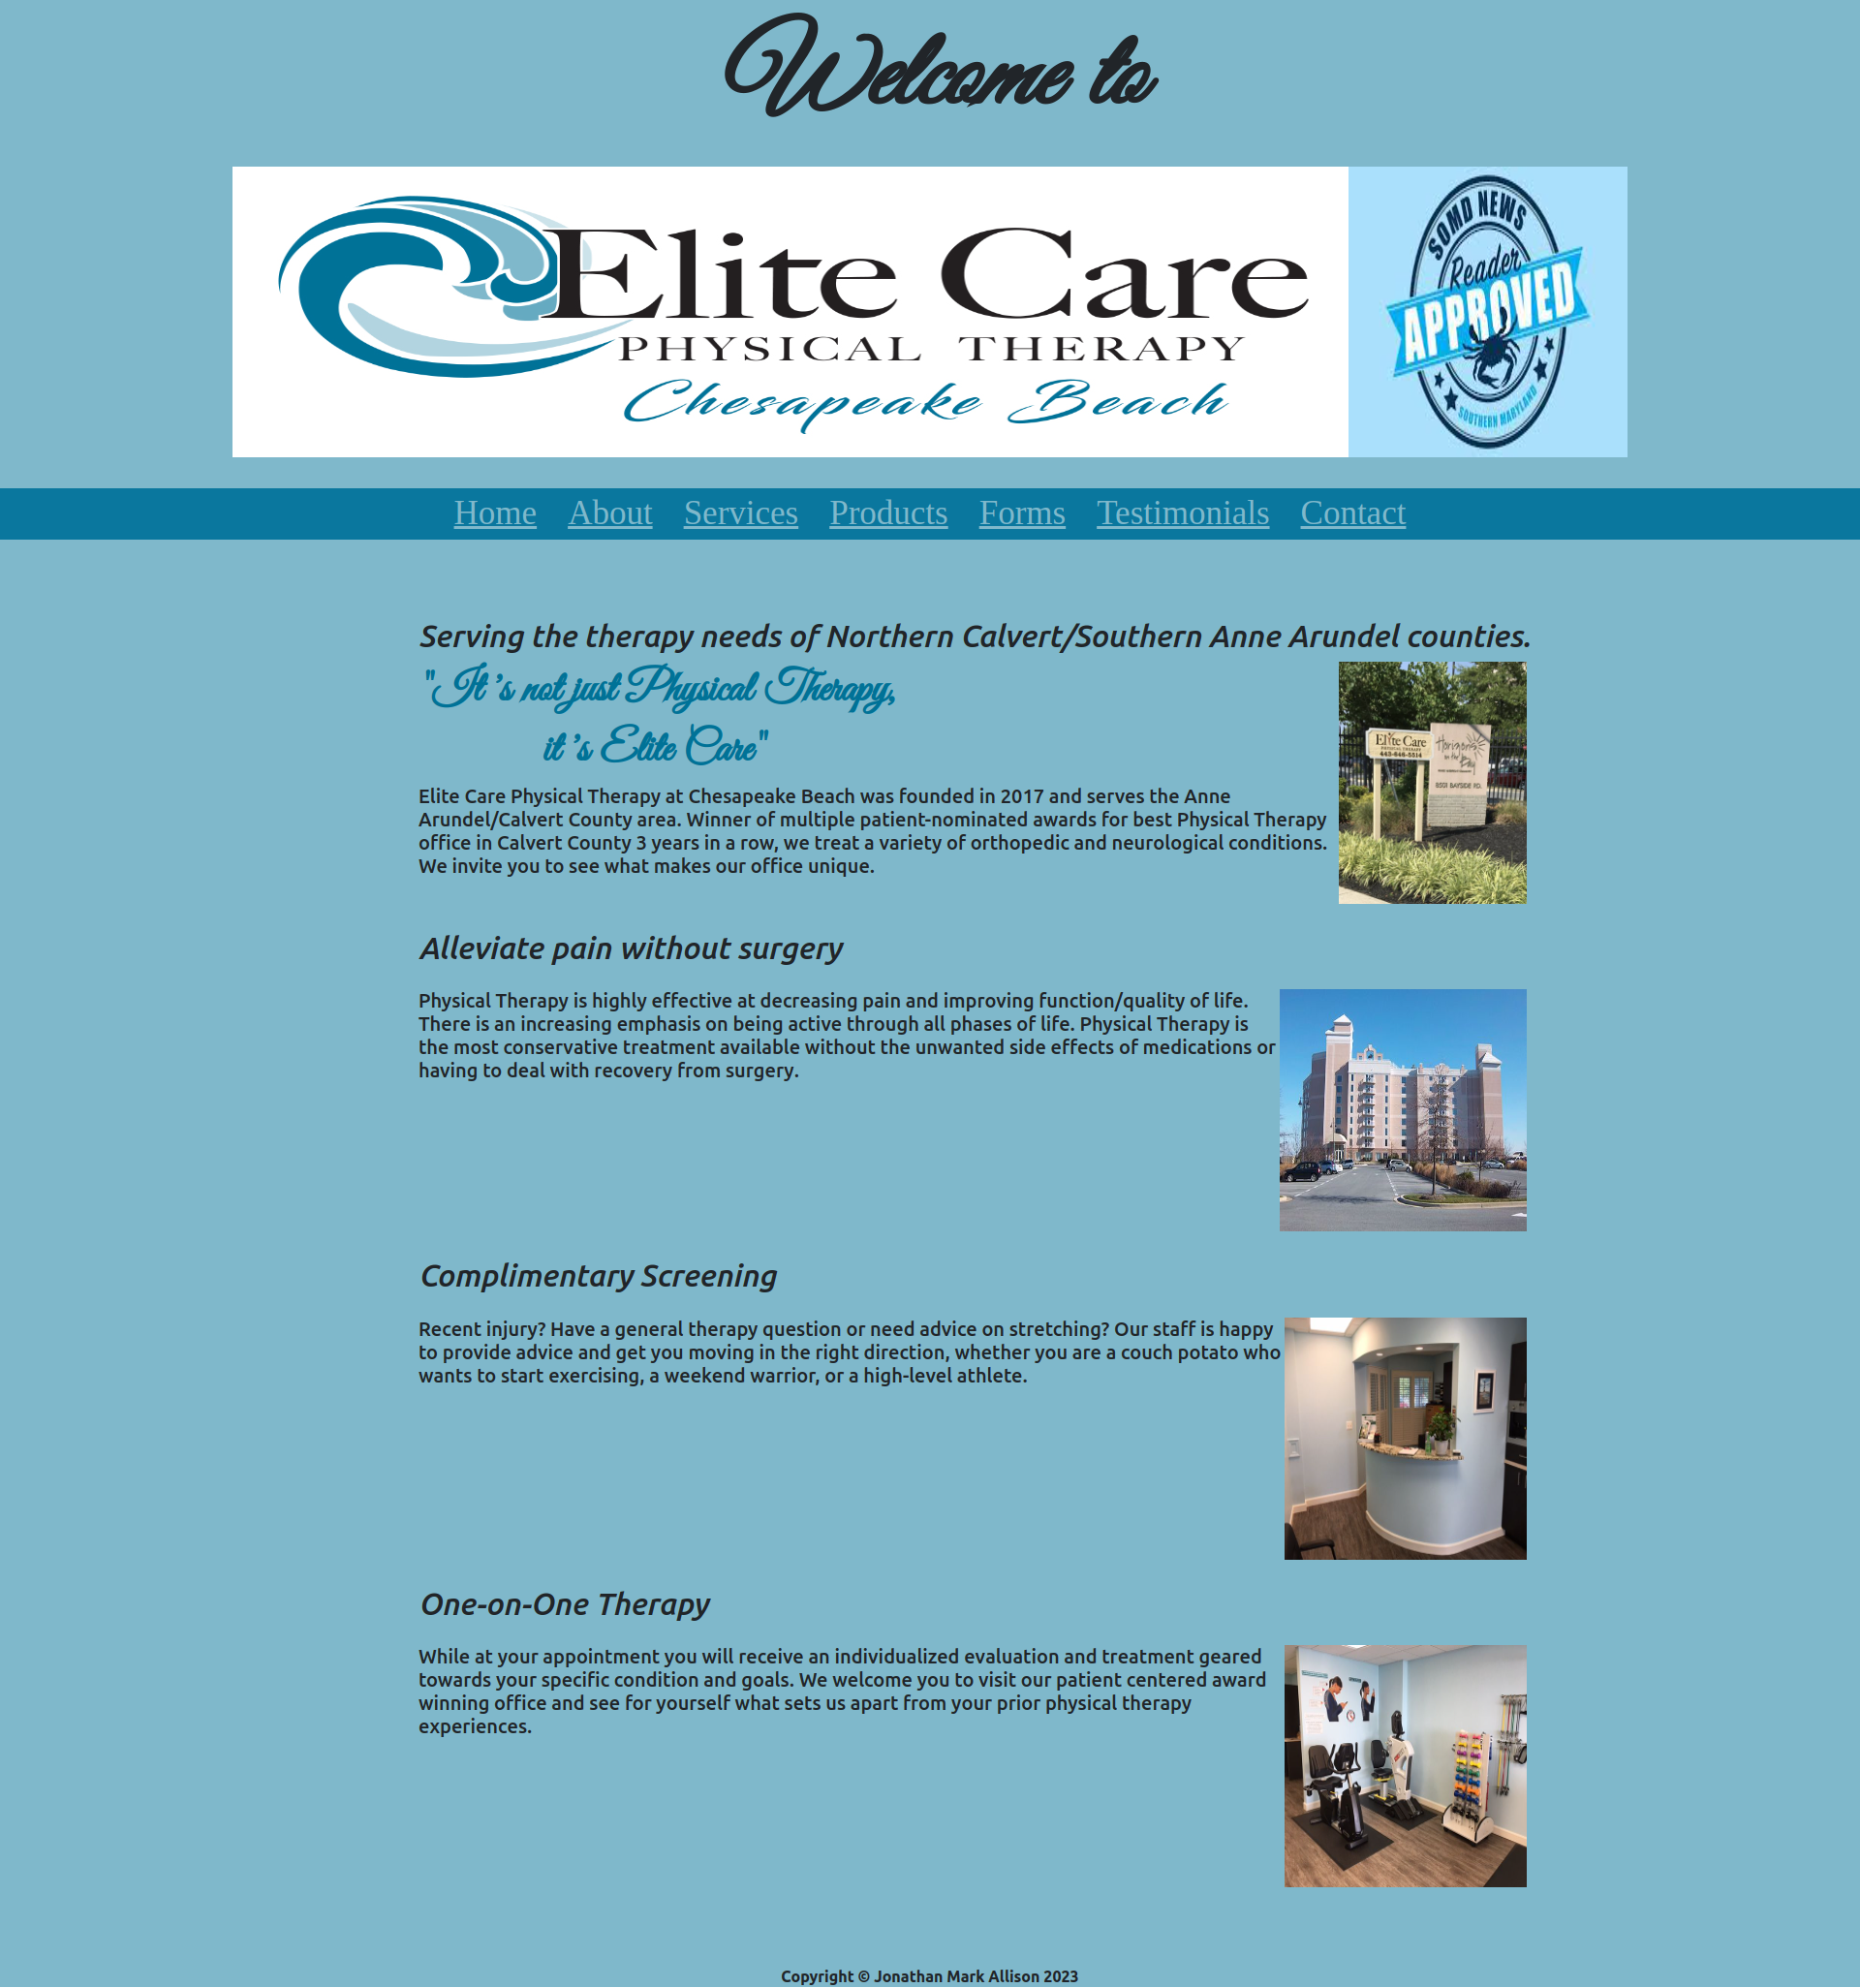 Welcome to
Elite Care
PHYSICAL THERAPY
Chesapeake Beach
SOMD NEWS
Reader
APPROVED
SOUTHERN MARYLAND
Home About Services Products Forms Testimonials Contact
Serving the therapy needs of Northern Calvert/Southern Anne Arundel counties.
"It's not just Physical Therapy,
it's Elite Care"
Elite Care
PHYSICAL THERAPY
443-646-5514
Horizons
on the Bay
Elite Care Physical Therapy at Chesapeake Beach was founded in 2017 and serves the Anne
Arundel/Calvert County area. Winner of multiple patient-nominated awards for best Physical Therapy
office in Calvert County 3 years in a row, we treat a variety of orthopedic and neurological conditions.
We invite you to see what makes our office unique.
Alleviate pain without surgery
Physical Therapy is highly effective at decreasing pain and improving function/quality of life.
There is an increasing emphasis on being active through all phases of life. Physical Therapy is
the most conservative treatment available without the unwanted side effects of medications or
having to deal with recovery from surgery.
Complimentary Screening
Recent injury? Have a general therapy question or need advice on stretching? Our staff is happy
to provide advice and get you moving in the right direction, whether you are a couch potato who
wants to start exercising, a weekend warrior, or a high-level athlete.
One-on-One Therapy
While at your appointment you will receive an individualized evaluation and treatment geared
towards your specific condition and goals. We welcome you to visit our patient centered award
winning office and see for yourself what sets us apart from your prior physical therapy
experiences.
Copyright © Jonathan Mark Allison 2023